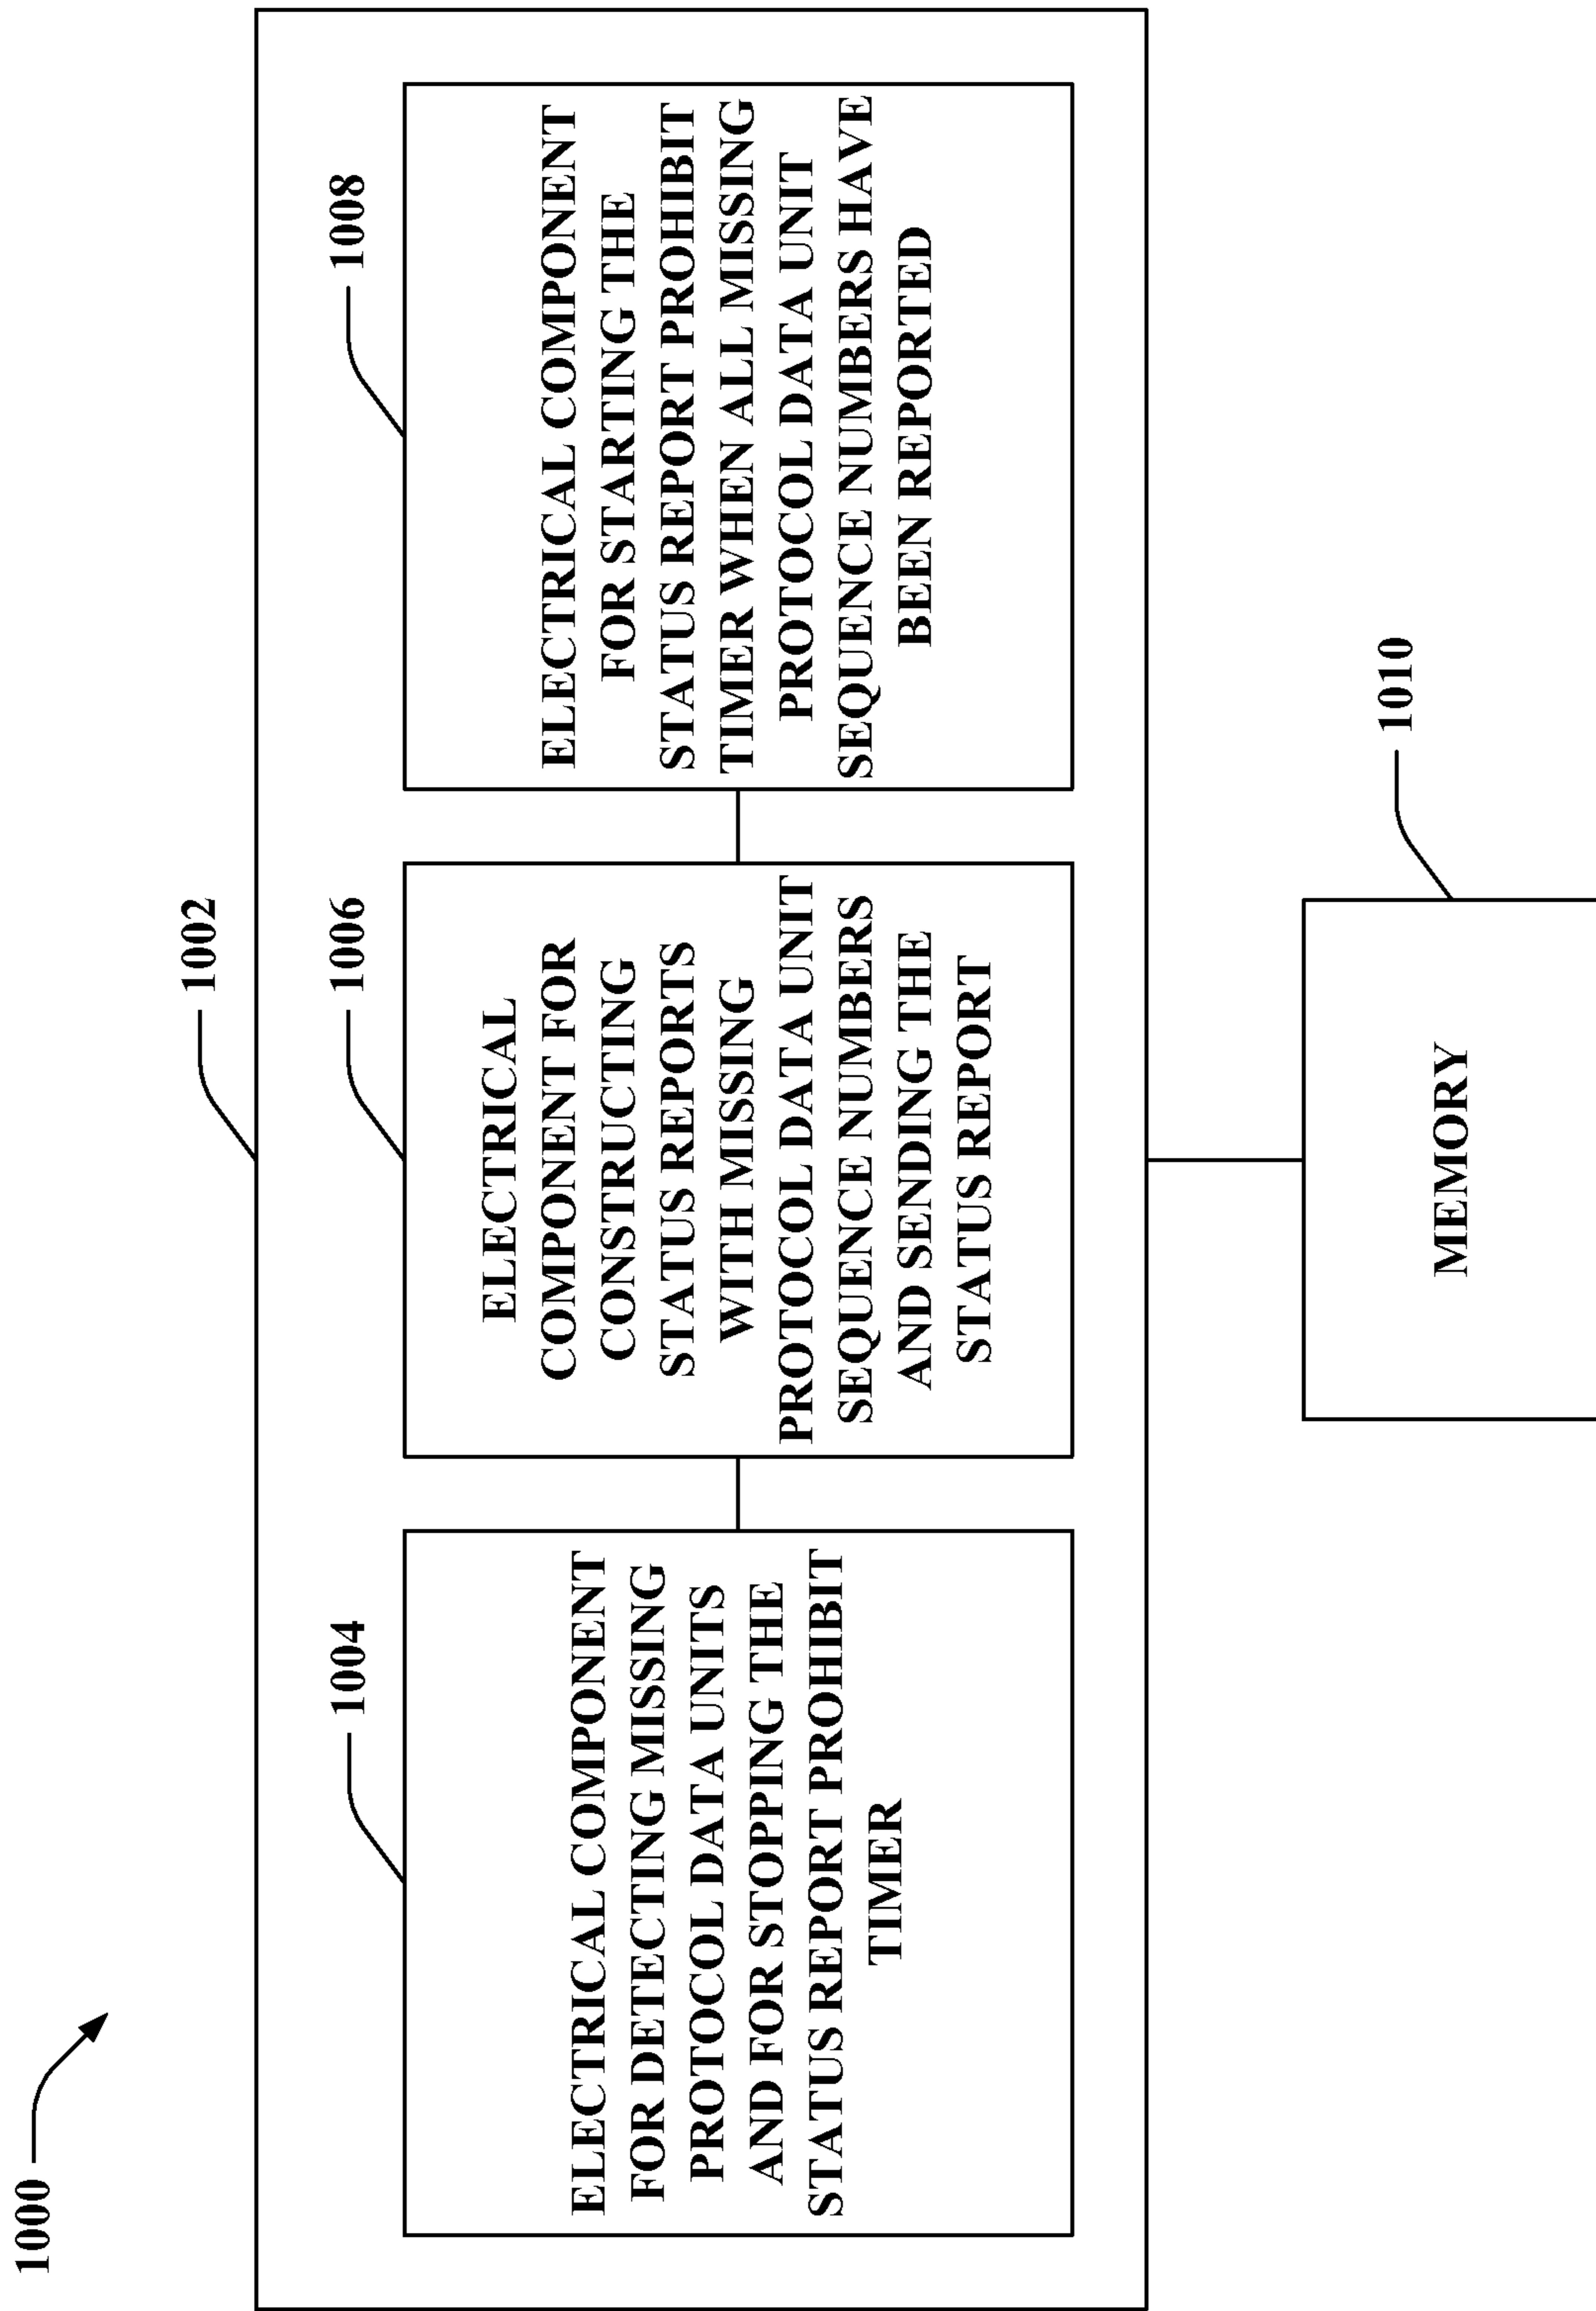 1000
1002
1004
ELECTRICAL COMPONENT
FOR DETECTING MISSING
PROTOCOL DATA UNITS
AND FOR STOPPING THE
STATUS REPORT PROHIBIT
TIMER
1006
ELECTRICAL
COMPONENT FOR
CONSTRUCTING
STATUS REPORTS
WITH MISSING
PROTOCOL DATA UNIT
SEQUENCE NUMBERS
AND SENDING THE
STATUS REPORT
1008
ELECTRICAL COMPONENT
FOR STARTING THE
STATUS REPORT PROHIBIT
TIMER WHEN ALL MISSING
PROTOCOL DATA UNIT
SEQUENCE NUMBERS HAVE
BEEN REPORTED
1010
MEMORY